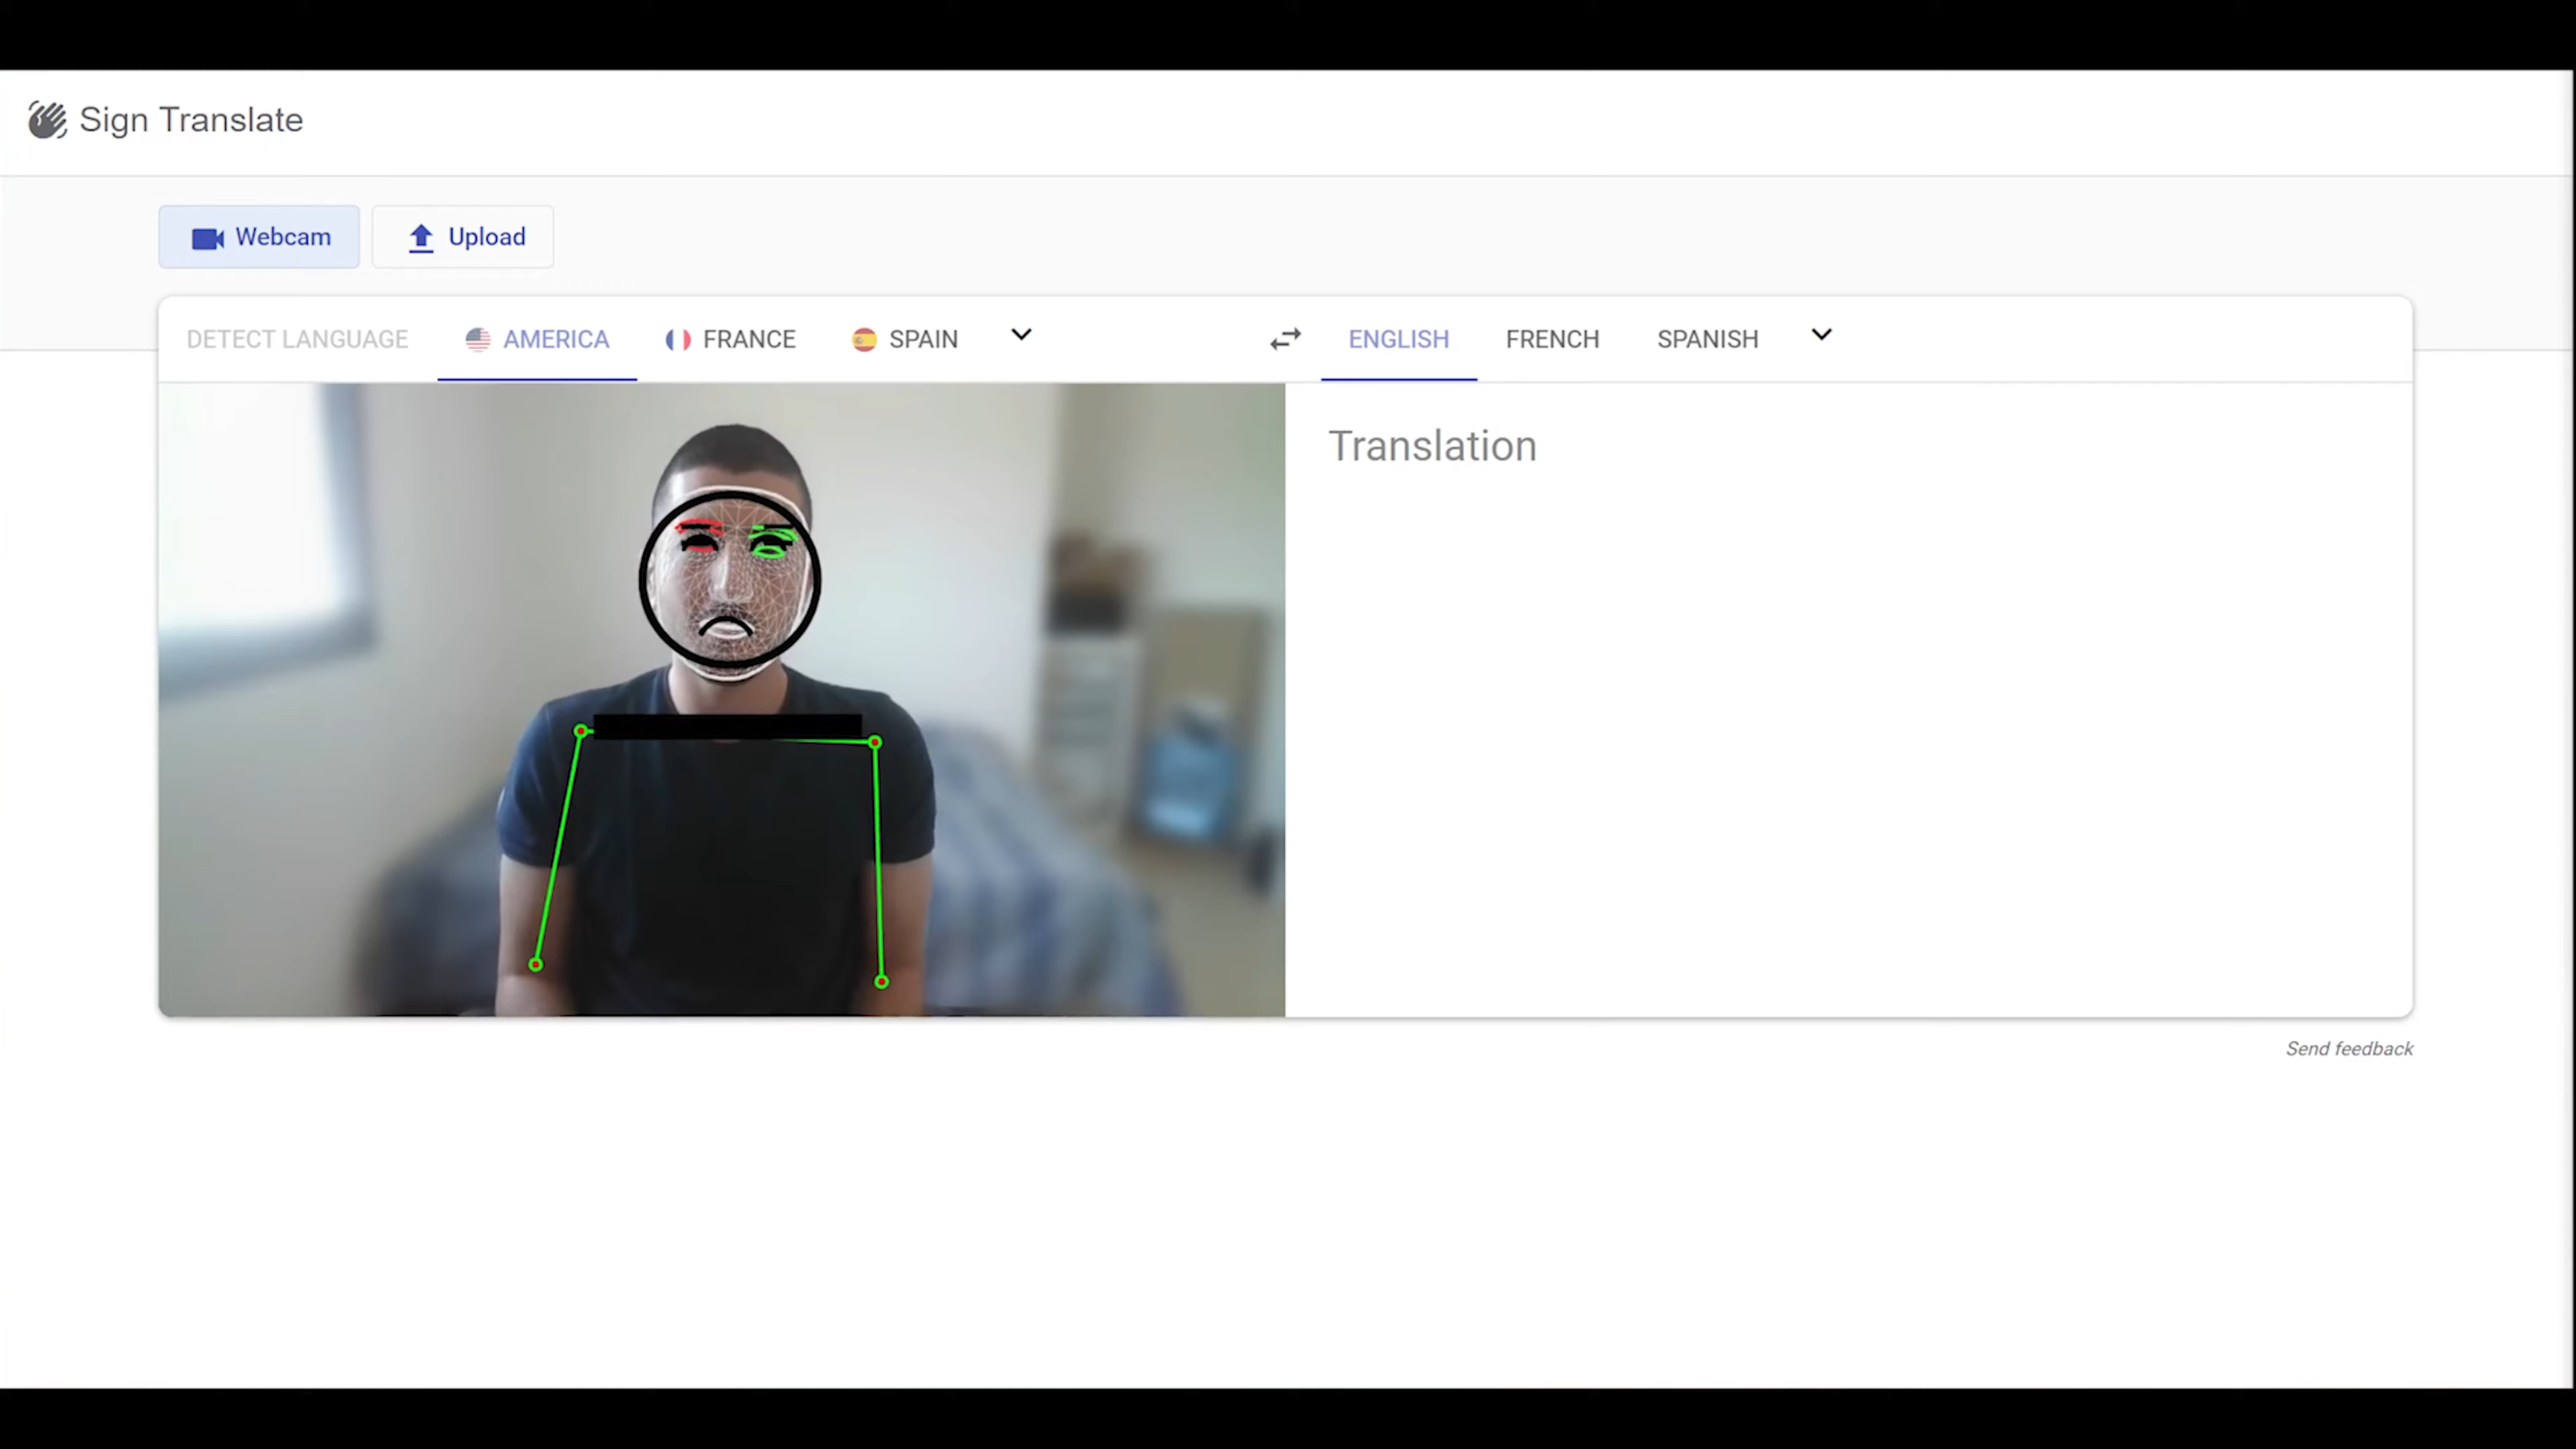 Sign Translate
Webcam
Upload
DETECT LANGUAGE
AMERICA
FRANCE
SPAIN
ENGLISH
FRENCH
SPANISH
Translation
Send feedback